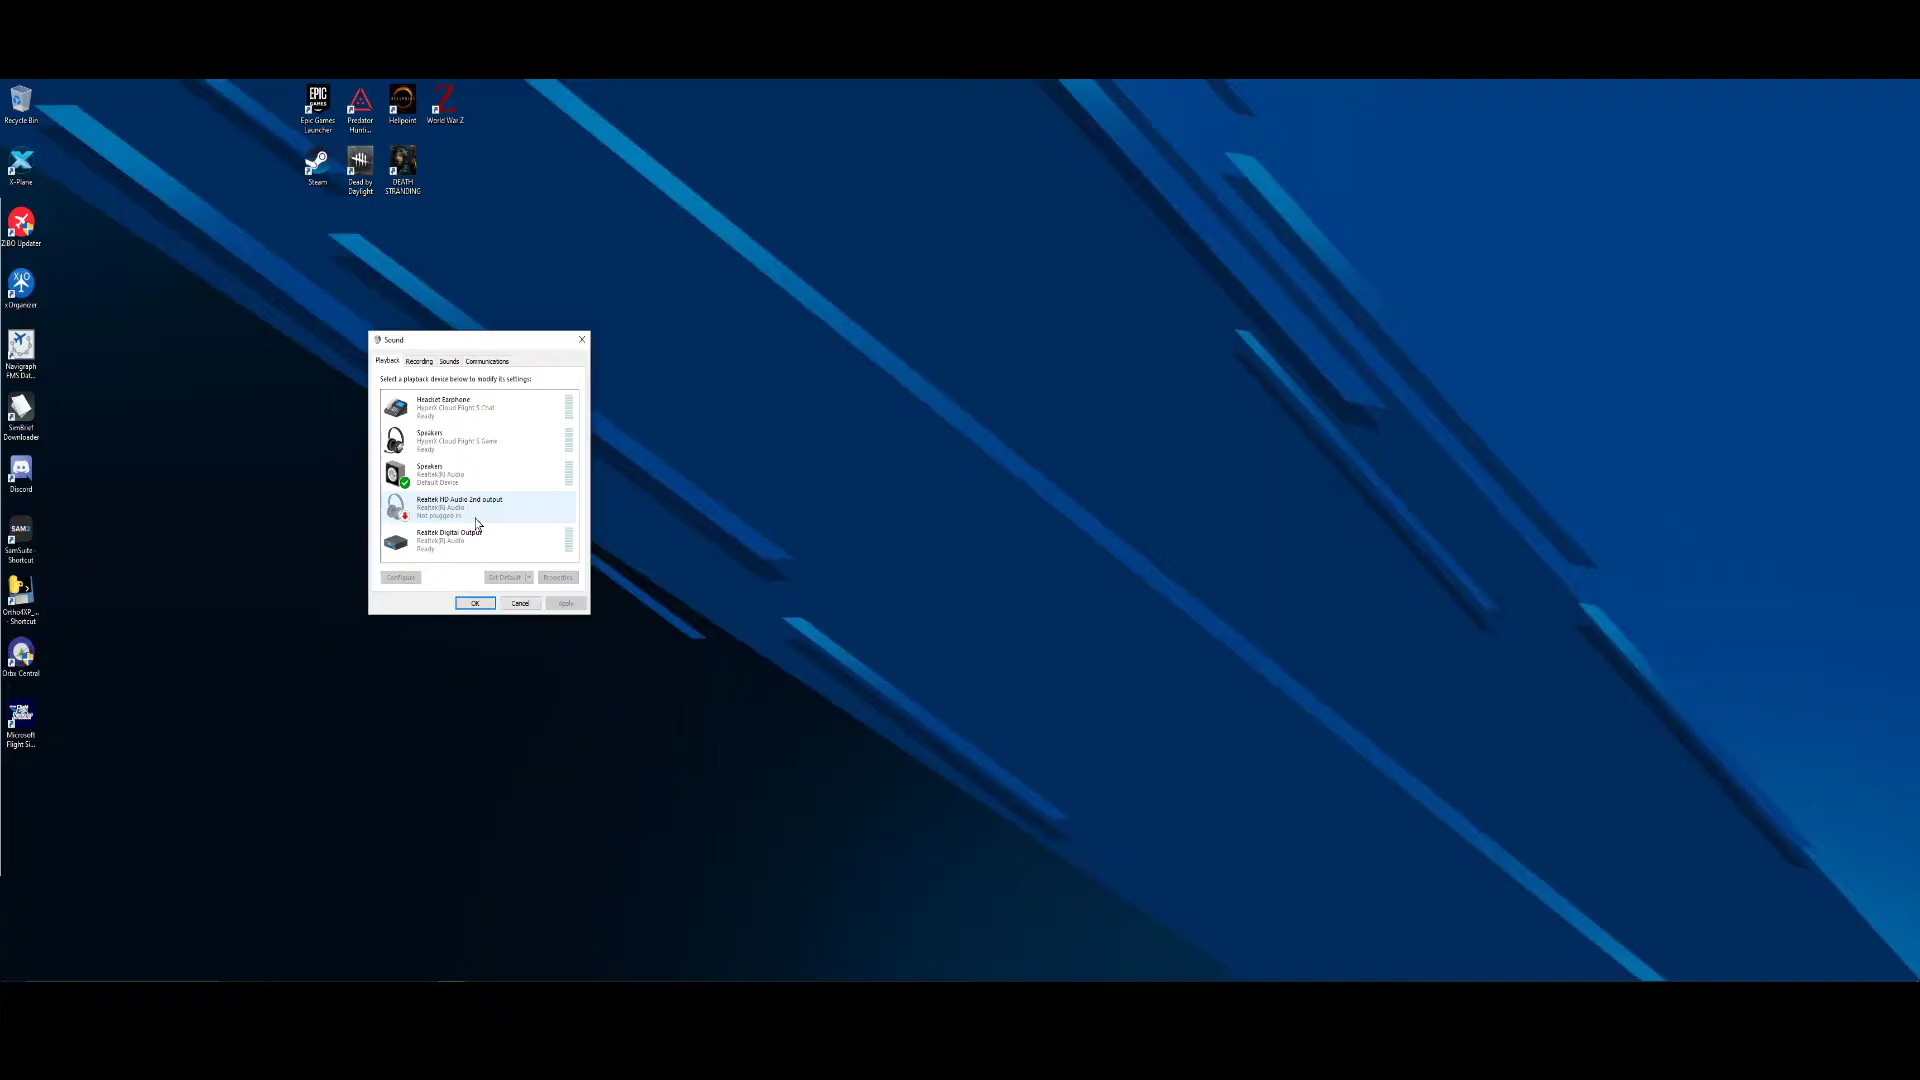 Recycle Bin
X-Plane
ZIBO Updater
xOrganizer
Navigraph
FMS Dat...
SimBrief
Downloader
Discord
SAM2
SamSuite -
Shortcut
Ortho4XP_...
- Shortcut
Orbx Central
Microsoft
Flight Si...
EPIC
GAMES
Epic Games
Launcher
Predator
Hunti...
Hellpoint
Z
World War Z
Steam
Dead by
Daylight
DEATH
STRANDING
Sound
Playback Recording Sounds Communications
Select a playback device below to modify its settings:
Headset Earphone
HyperX Cloud Flight S Chat
Ready
Speakers
HyperX Cloud Flight S Game
Ready
Speakers
Realtek(R) Audio
Default Device
Realtek HD Audio 2nd output
Realtek(R) Audio
Not plugged in
Realtek Digital Output
Realtek(R) Audio
Ready
Configure Set Default Properties
OK Cancel Apply